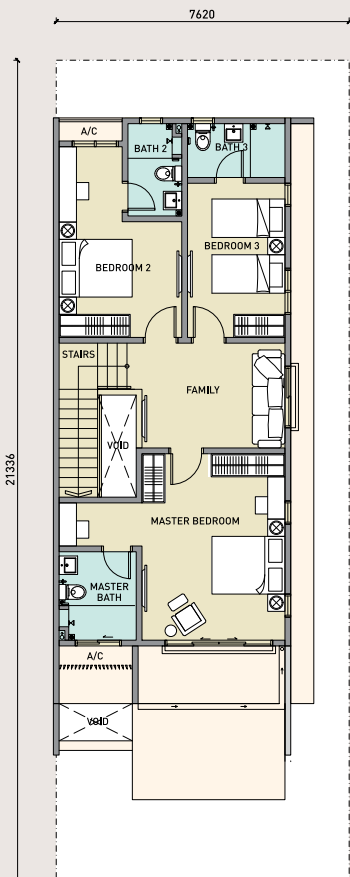 7620
A/C
BATH 2
BATH 3
BEDROOM 3
BEDROOM 2
STAIRS
FAMILY
VOID
21336
MASTER BEDROOM
MASTER
BATH
A/C
VOID